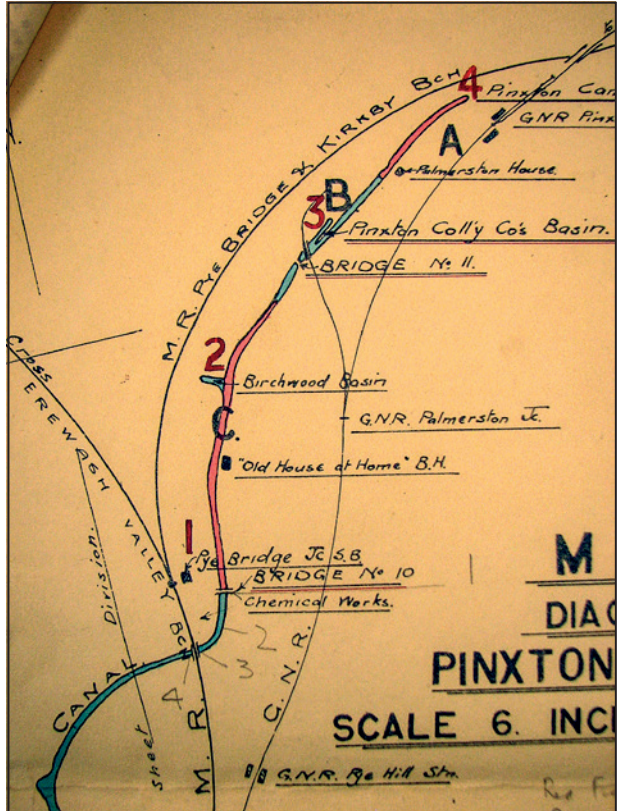 4
Pinxton Can
G.N.R Pinx
M. R. PYE BRIDGE & KIRKBY BCH
A
Palmerston House.
B
3
Pinxton Coll'y Co's Basin.
BRIDGE No 11.
2
Birchwood Basin
Cross
EREWASH VALLEY BCH
C.
G.N.R. Palmerston Jc.
"Old House at Home" B.H.
1
Pye Bridge Jc S.B
BRIDGE No 10
Chemical Works.
Division.
2
3
4
CANAL.
M. R.
G. N. R.
Sheet
M
DIAG
PINXTON
SCALE 6. INCH
G.N.R. Pye Hill Stn.